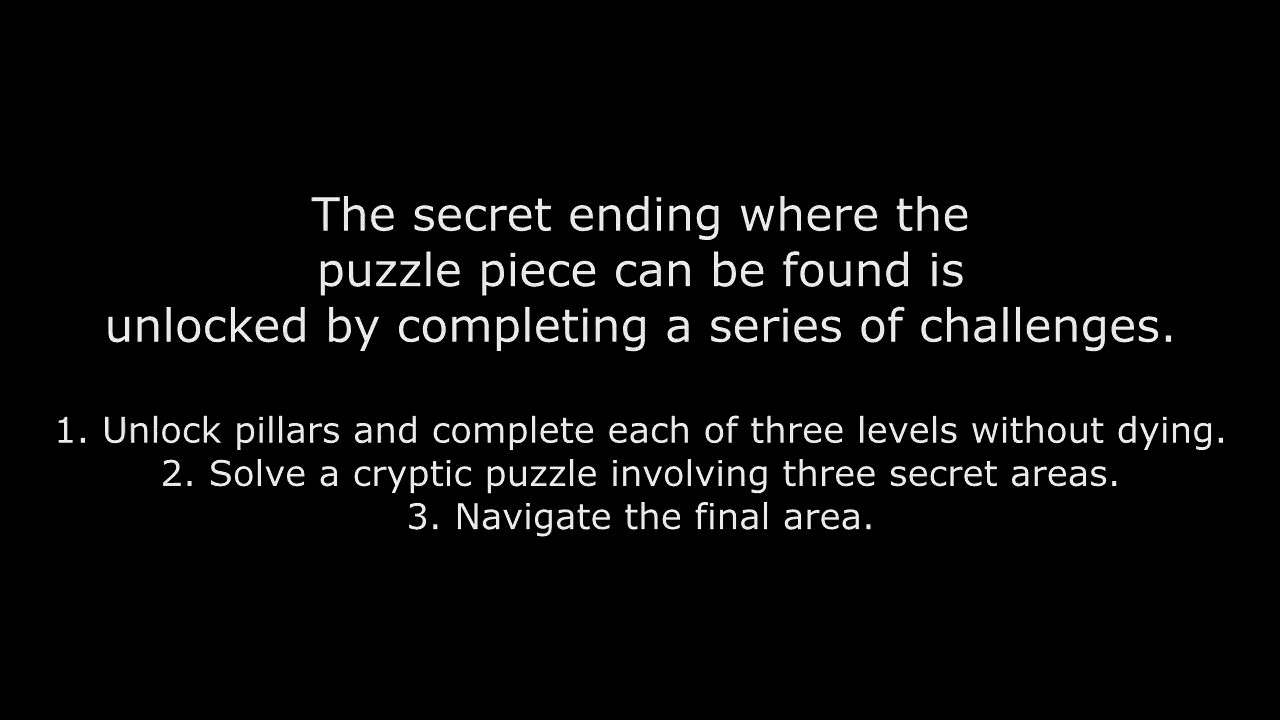 The secret ending where the
puzzle piece can be found is
unlocked by completing a series of challenges.
1. Unlock pillars and complete each of three levels without dying.
2. Solve a cryptic puzzle involving three secret areas.
3. Navigate the final area.